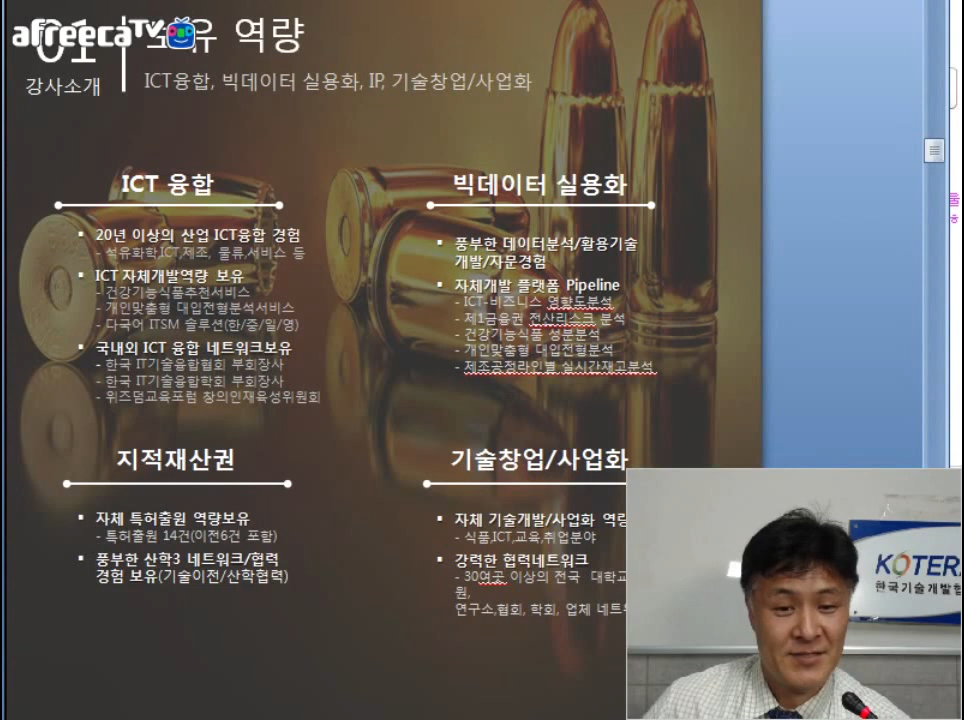 afreecaTV
보유 역량
강사소개
ICT융합, 빅데이터 실용화, IP, 기술창업/사업화
ICT 융합
▪ 20년 이상의 산업 ICT융합 경험
- 석유화학,ICT,제조, 물류,서비스 등
▪ ICT 자체개발역량 보유
- 건강기능식품추천서비스
- 개인맞춤형 대입전형분석서비스
- 다국어 ITSM 솔루션(한/중/일/영)
▪ 국내외 ICT 융합 네트워크보유
- 한국 IT기술융합협회 부회장사
- 한국 IT기술융합학회 부회장사
- 위즈덤교육포럼 창의인재육성위원회
빅데이터 실용화
▪ 풍부한 데이터분석/활용기술
개발/자문경험
▪ 자체개발 플랫폼 Pipeline
- ICT-비즈니스 영향도분석
- 제1금융권 전산리스크 분석
- 건강기능식품 성분분석
- 개인맞춤형 대입전형분석
- 제조공정라인별 실시간재고분석
지적재산권
▪ 자체 특허출원 역량보유
- 특허출원 14건(이전6건 포함)
▪ 풍부한 산학3 네트워크/협력
경험 보유(기술이전/산학협력)
기술창업/사업화
▪ 자체 기술개발/사업화 역량
- 식품,ICT,교육,취업분야
▪ 강력한 협력네트워크
- 30여곳 이상의 전국 대학교
원,
연구소,협회, 학회, 업체 네트
KOTERA
한국기술개발협